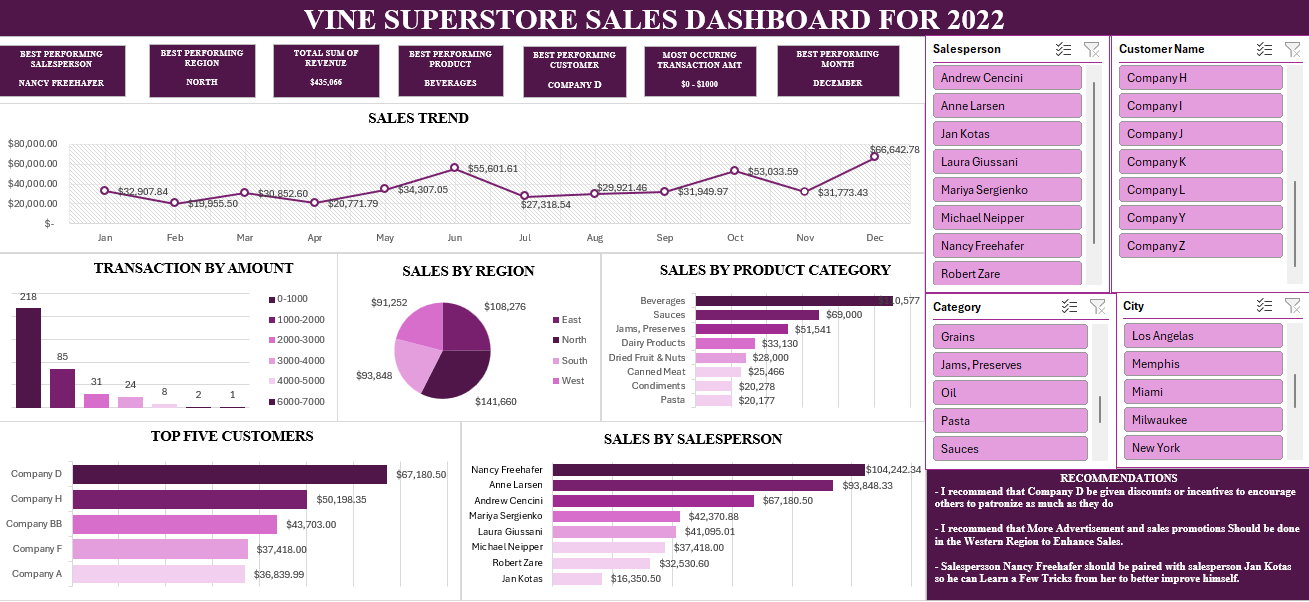 VINE SUPERSTORE SALES DASHBOARD FOR 2022
BEST PERFORMING
SALESPERSON
NANCY FREEHAFER
BEST PERFORMING
REGION
NORTH
TOTAL SUM OF
REVENUE
$435,066
BEST PERFORMING
PRODUCT
BEVERAGES
BEST PERFORMING
CUSTOMER
COMPANY D
MOST OCCURING
TRANSACTION AMT
$0 - $1000
BEST PERFORMING
MONTH
DECEMBER
SALES TREND
$80,000.00
$60,000.00
$40,000.00
$20,000.00
$-
$32,907.84
$19,955.50
$30,852.60
$20,771.79
$34,307.05
$55,601.61
$27,318.54
$29,921.46
$31,949.97
$53,033.59
$31,773.43
$66,642.78
Jan Feb Mar Apr May Jun Jul Aug Sep Oct Nov Dec
TRANSACTION BY AMOUNT
218
85
31
24
8
2
1
0-1000
1000-2000
2000-3000
3000-4000
4000-5000
6000-7000
SALES BY REGION
$91,252
$108,276
$93,848
$141,660
East
North
South
West
SALES BY PRODUCT CATEGORY
Beverages $110,577
Sauces $69,000
Jams, Preserves $51,541
Dairy Products $33,130
Dried Fruit & Nuts $28,000
Canned Meat $25,466
Condiments $20,278
Pasta $20,177
TOP FIVE CUSTOMERS
Company D $67,180.50
Company H $50,198.35
Company BB $43,703.00
Company F $37,418.00
Company A $36,839.99
SALES BY SALESPERSON
Nancy Freehafer $104,242.34
Anne Larsen $93,848.33
Andrew Cencini $67,180.50
Mariya Sergienko $42,370.88
Laura Giussani $41,095.01
Michael Neipper $37,418.00
Robert Zare $32,530.60
Jan Kotas $16,350.50
Salesperson
Andrew Cencini
Anne Larsen
Jan Kotas
Laura Giussani
Mariya Sergienko
Michael Neipper
Nancy Freehafer
Robert Zare
Customer Name
Company H
Company I
Company J
Company K
Company L
Company Y
Company Z
Category
Grains
Jams, Preserves
Oil
Pasta
Sauces
City
Los Angelas
Memphis
Miami
Milwaukee
New York
RECOMMENDATIONS
- I recommend that Company D be given discounts or incentives to encourage
others to patronize as much as they do
- I recommend that More Advertisement and sales promotions Should be done
in the Western Region to Enhance Sales.
- Salespersson Nancy Freehafer should be paired with salesperson Jan Kotas
so he can Learn a Few Tricks from her to better improve himself.